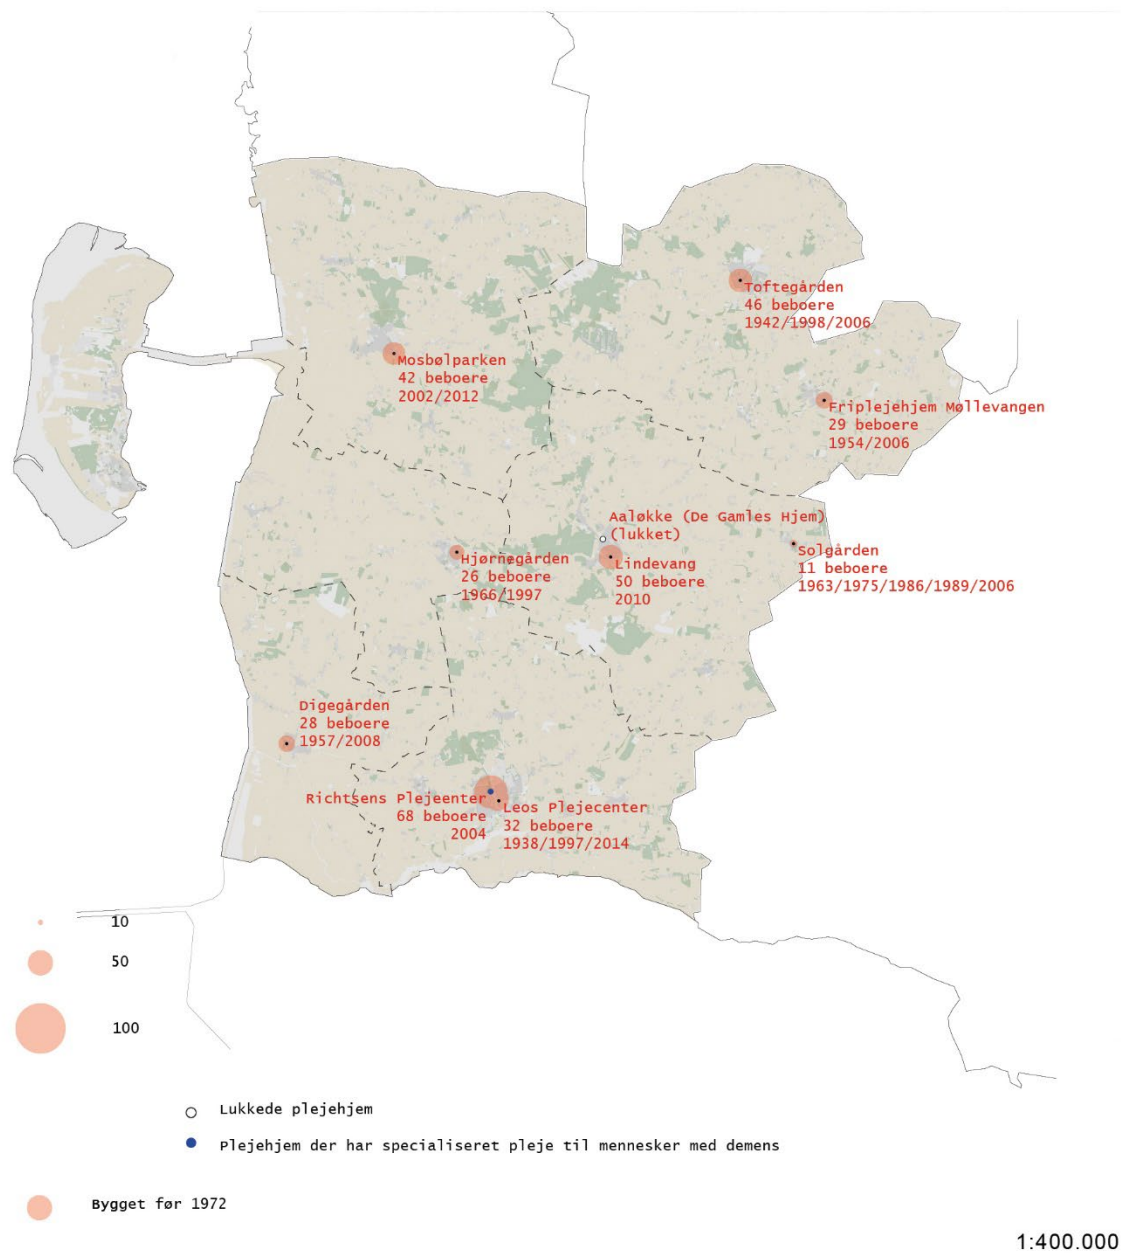 Toftegården
46 beboere
1942/1998/2006
Mosbølparken
42 beboere
2002/2012
Friplejehjem Møllevangen
29 beboere
1954/2006
Aaløkke (De Gamles Hjem)
(lukket)
Lindevang
50 beboere
2010
Solgården
11 beboere
1963/1975/1986/1989/2006
Hjørnegården
26 beboere
1966/1997
Digegården
28 beboere
1957/2008
Richtsens Plejeenter
68 beboere
2004
Leos Plejecenter
32 beboere
1938/1997/2014
10
50
100
Lukkede plejehjem
Plejehjem der har specialiseret pleje til mennesker med demens
Bygget før 1972
1:400.000